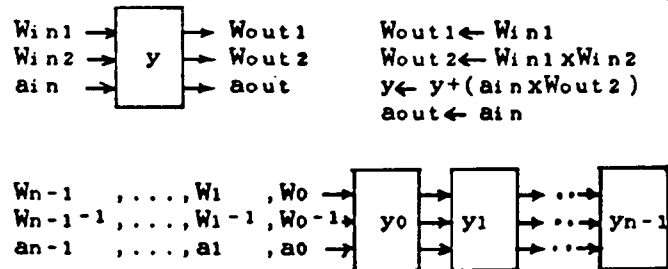 Win1 → Wout1 Wout1← Win1
Win2 → y → Wout2 Wout2← Win1xWin2
ain → aout y← y+(ainxWout2)
aout← ain
Wn-1 ,...,W1 ,W0
Wn-1⁻¹ ,...,W1⁻¹ ,W0⁻¹ y0 y1 ... yn-1
an-1 ,...,a1 ,a0